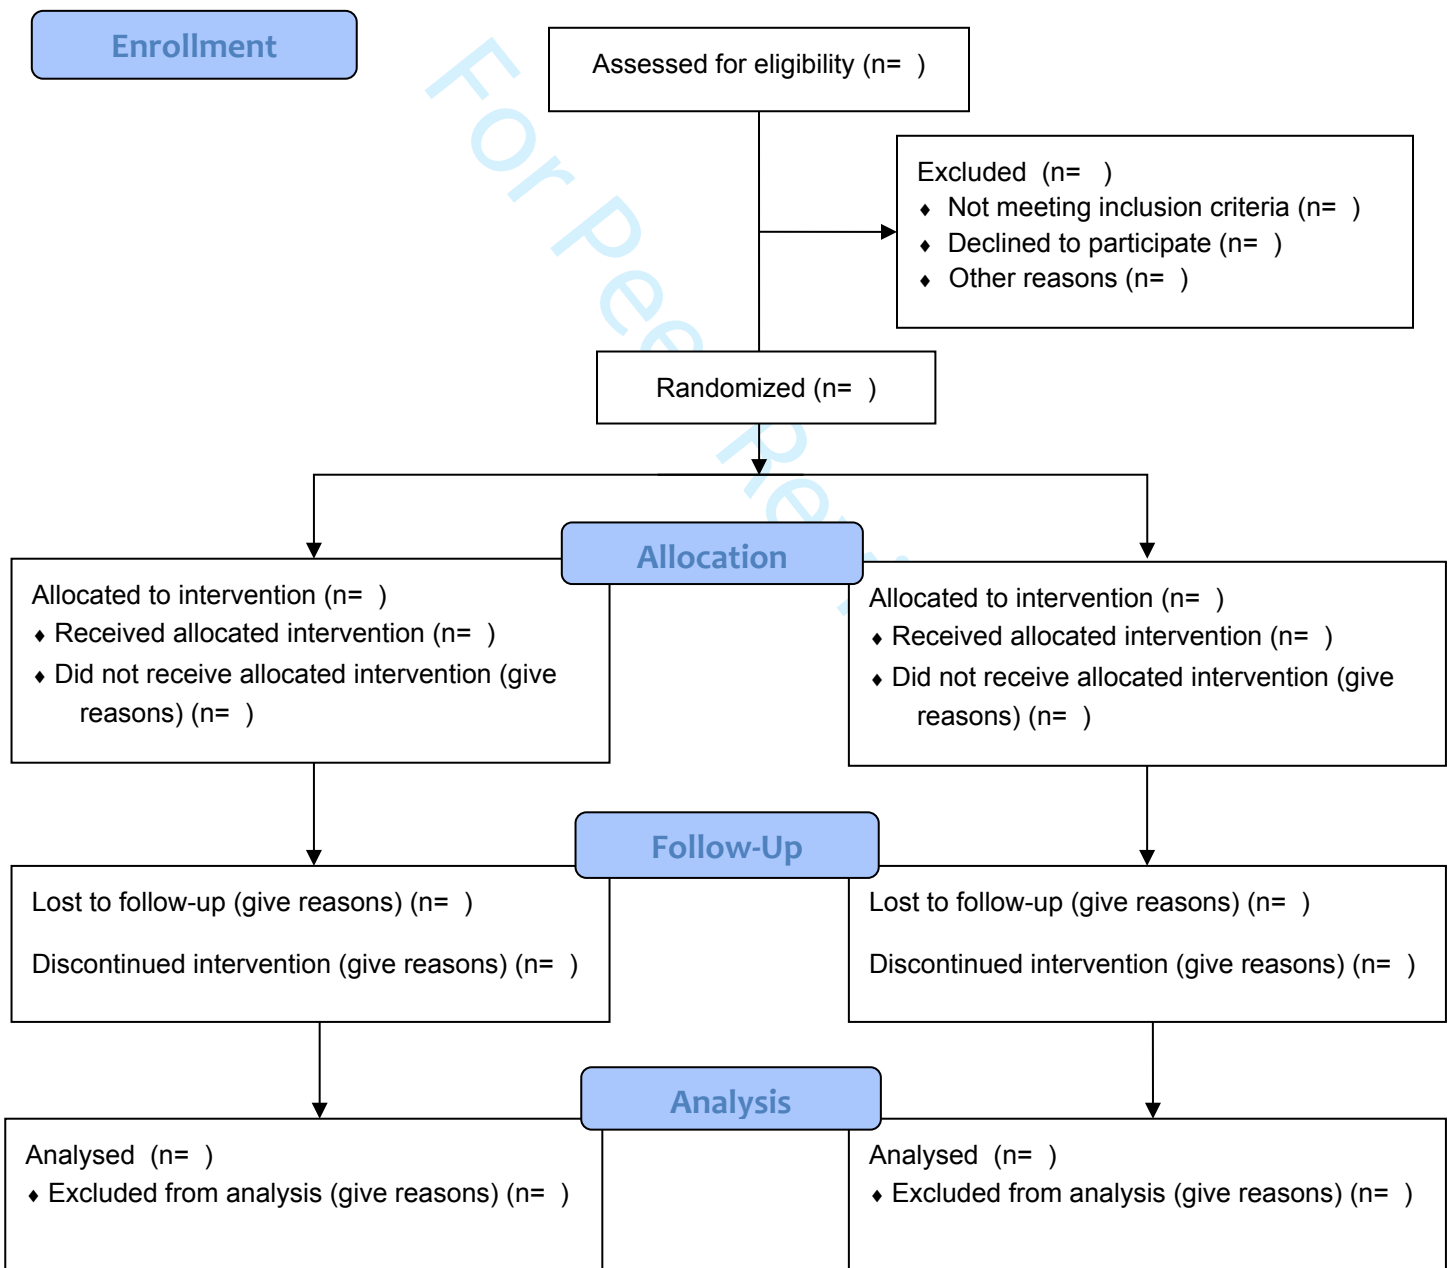 Enrollment
Assessed for eligibility (n=  )
Excluded  (n=   )
♦ Not meeting inclusion criteria (n=  )
♦ Declined to participate (n=  )
♦ Other reasons (n=  )
Randomized (n=  )
Allocation
Allocated to intervention (n=  )
♦ Received allocated intervention (n=  )
♦ Did not receive allocated intervention (give
reasons) (n=  )
Allocated to intervention (n=  )
♦ Received allocated intervention (n=  )
♦ Did not receive allocated intervention (give
reasons) (n=  )
Follow-Up
Lost to follow-up (give reasons) (n=  )
Discontinued intervention (give reasons) (n=  )
Lost to follow-up (give reasons) (n=  )
Discontinued intervention (give reasons) (n=  )
Analysis
Analysed  (n=  )
♦ Excluded from analysis (give reasons) (n=  )
Analysed  (n=  )
♦ Excluded from analysis (give reasons) (n=  )
For Peer